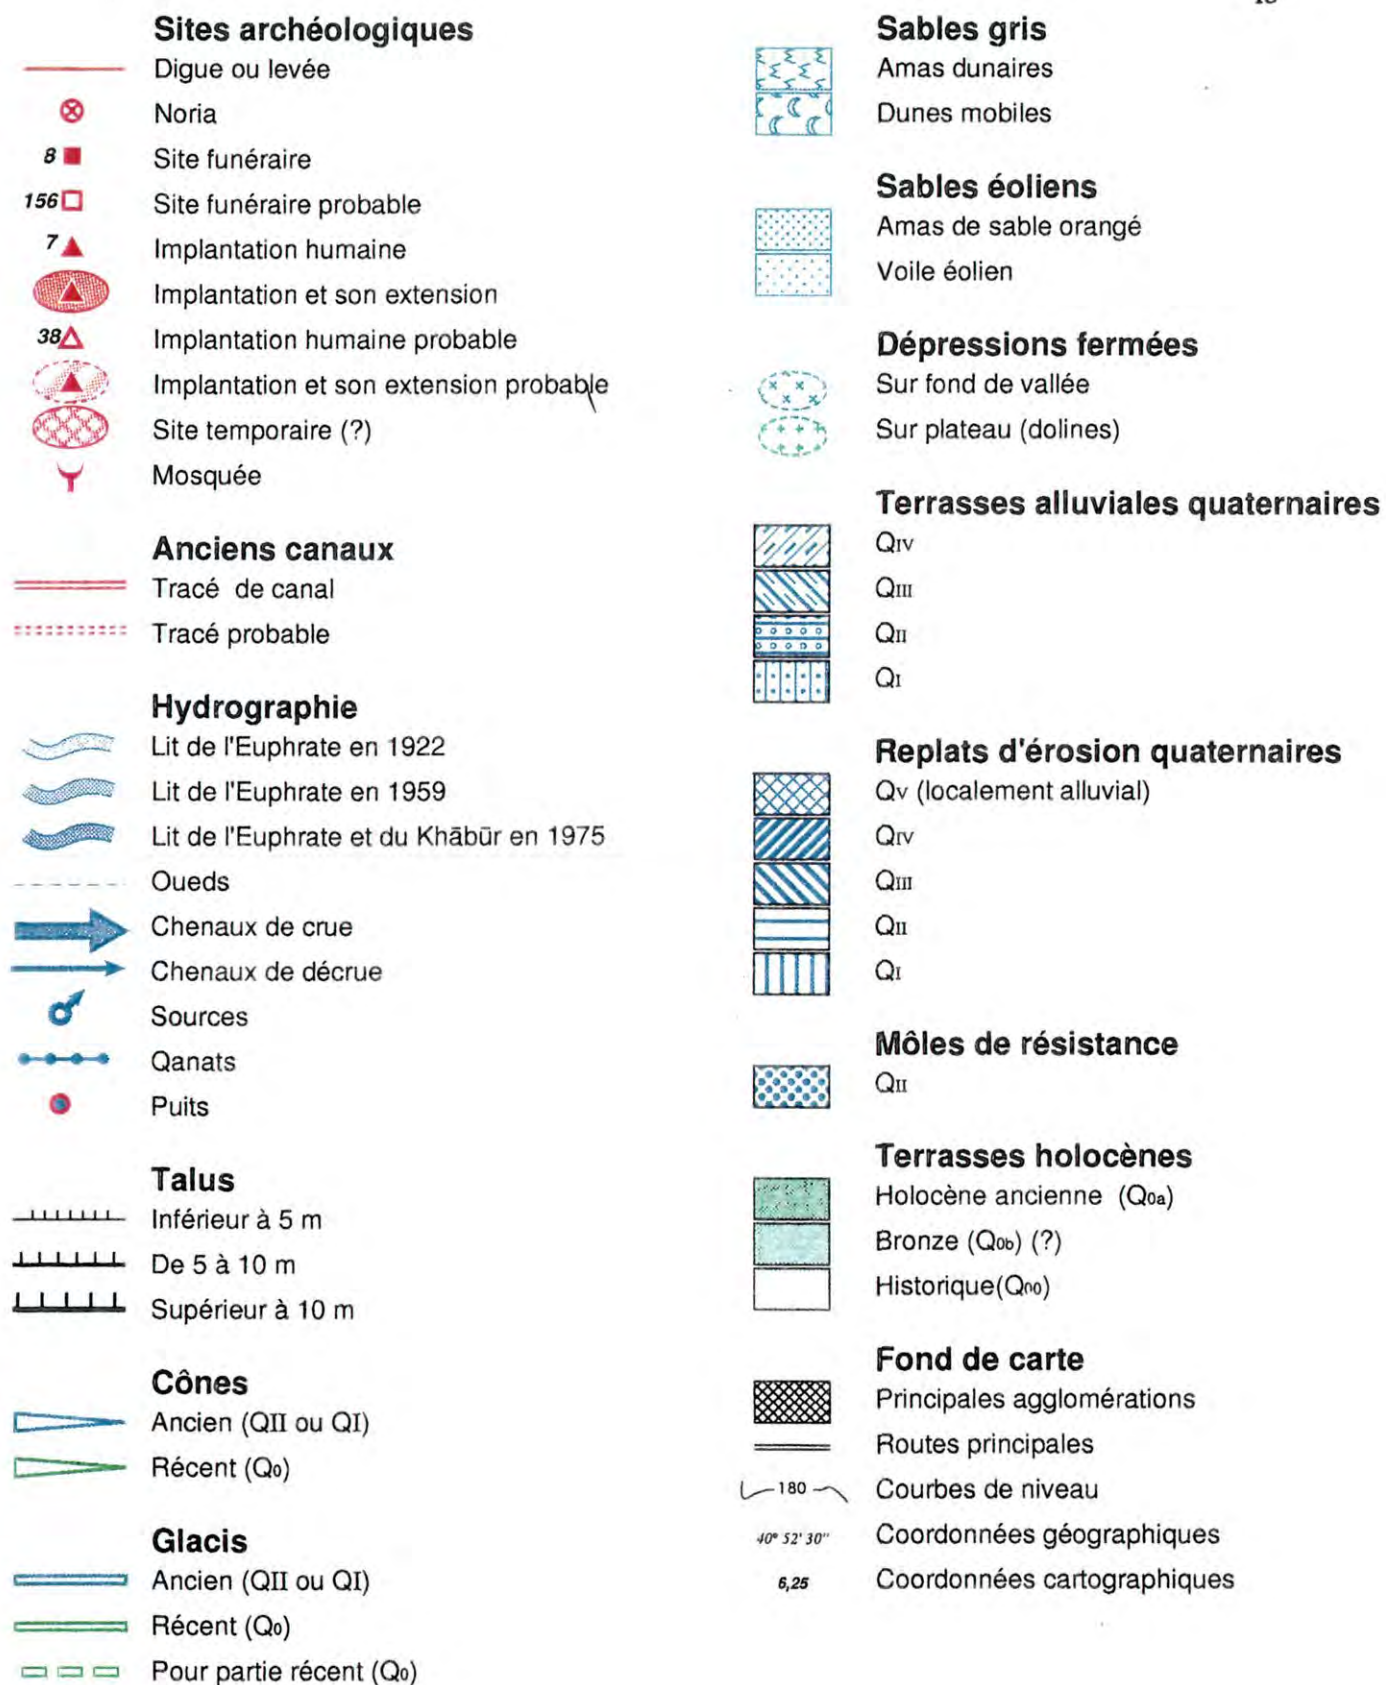 Sites archéologiques
Digue ou levée
Noria
8 Site funéraire
156 Site funéraire probable
7 Implantation humaine
Implantation et son extension
38 Implantation humaine probable
Implantation et son extension probable
Site temporaire (?)
Mosquée
Anciens canaux
Tracé de canal
Tracé probable
Hydrographie
Lit de l'Euphrate en 1922
Lit de l'Euphrate en 1959
Lit de l'Euphrate et du Khābūr en 1975
Oueds
Chenaux de crue
Chenaux de décrue
Sources
Qanats
Puits
Talus
Inférieur à 5 m
De 5 à 10 m
Supérieur à 10 m
Cônes
Ancien (QII ou QI)
Récent (Q0)
Glacis
Ancien (QII ou QI)
Récent (Q0)
Pour partie récent (Q0)
Sables gris
Amas dunaires
Dunes mobiles
Sables éoliens
Amas de sable orangé
Voile éolien
Dépressions fermées
Sur fond de vallée
Sur plateau (dolines)
Terrasses alluviales quaternaires
QIV
QIII
QII
QI
Replats d'érosion quaternaires
QV (localement alluvial)
QIV
QIII
QII
QI
Môles de résistance
QII
Terrasses holocènes
Holocène ancienne (Q0a)
Bronze (Q0b) (?)
Historique(Q00)
Fond de carte
Principales agglomérations
Routes principales
180 Courbes de niveau
40° 52' 30" Coordonnées géographiques
6,25 Coordonnées cartographiques